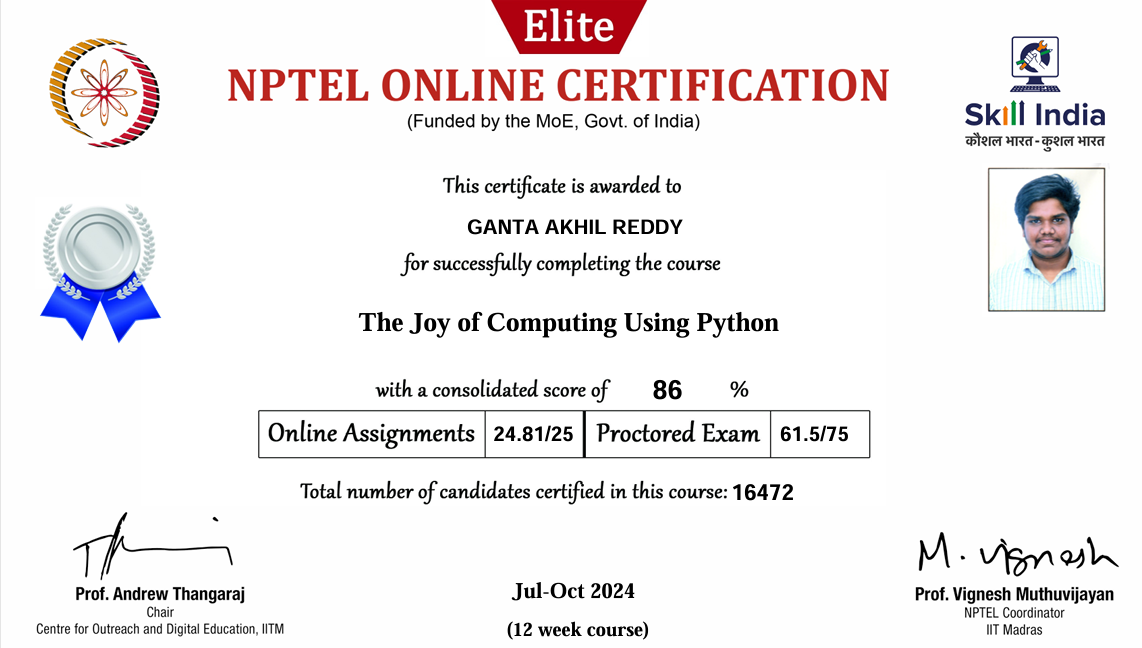 Elite
NPTEL ONLINE CERTIFICATION
(Funded by the MoE, Govt. of India)
Skill India
कौशल भारत - कुशल भारत
This certificate is awarded to
GANTA AKHIL REDDY
for successfully completing the course
The Joy of Computing Using Python
with a consolidated score of 86 %
Online Assignments 24.81/25 Proctored Exam 61.5/75
Total number of candidates certified in this course: 16472
M. Vignesh
Prof. Andrew Thangaraj
Chair
Centre for Outreach and Digital Education, IITM
Jul-Oct 2024
(12 week course)
Prof. Vignesh Muthuvijayan
NPTEL Coordinator
IIT Madras